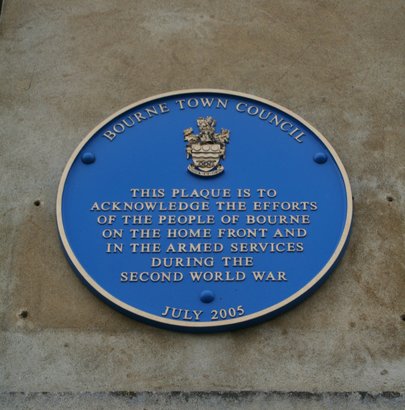 BOURNE TOWN COUNCIL
THIS PLAQUE IS TO
ACKNOWLEDGE THE EFFORTS
OF THE PEOPLE OF BOURNE
ON THE HOME FRONT AND
IN THE ARMED SERVICES
DURING THE
SECOND WORLD WAR
JULY 2005